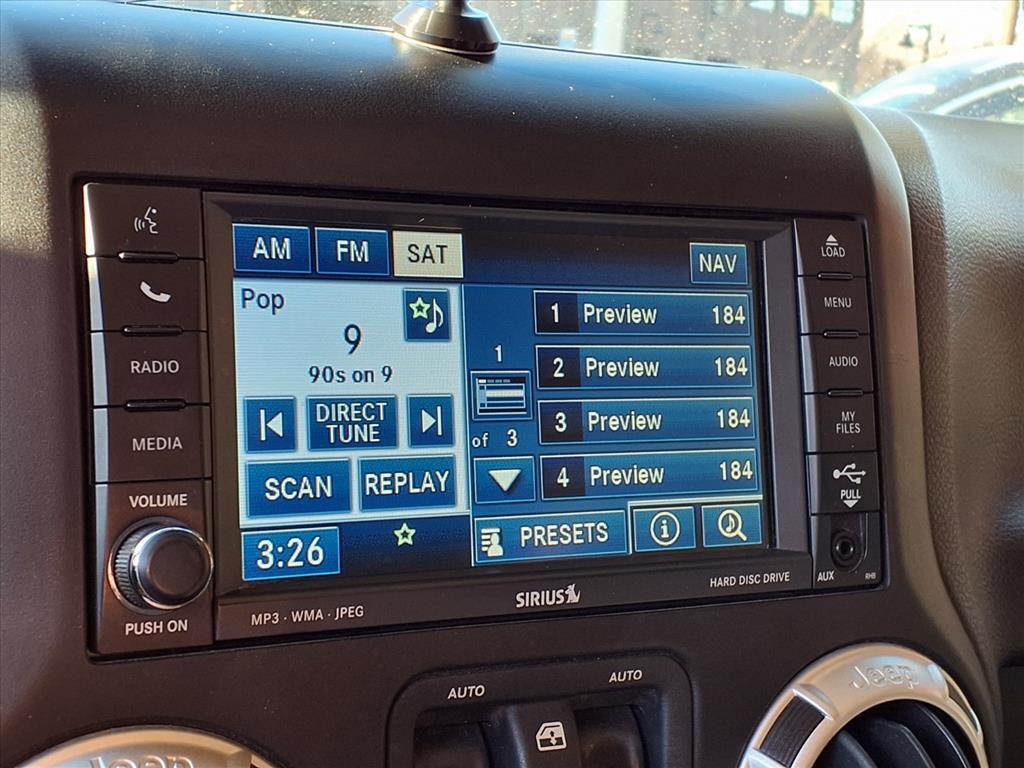 AM FM SAT NAV
Pop
9
90s on 9
DIRECT
TUNE
SCAN REPLAY
3:26
1
of 3
1 Preview 184
2 Preview 184
3 Preview 184
4 Preview 184
PRESETS
RADIO
MEDIA
VOLUME
PUSH ON
LOAD
MENU
AUDIO
MY
FILES
PULL
AUX RHB
MP3 · WMA · JPEG
SIRIUS
HARD DISC DRIVE
AUTO AUTO
Jeep
Jeep